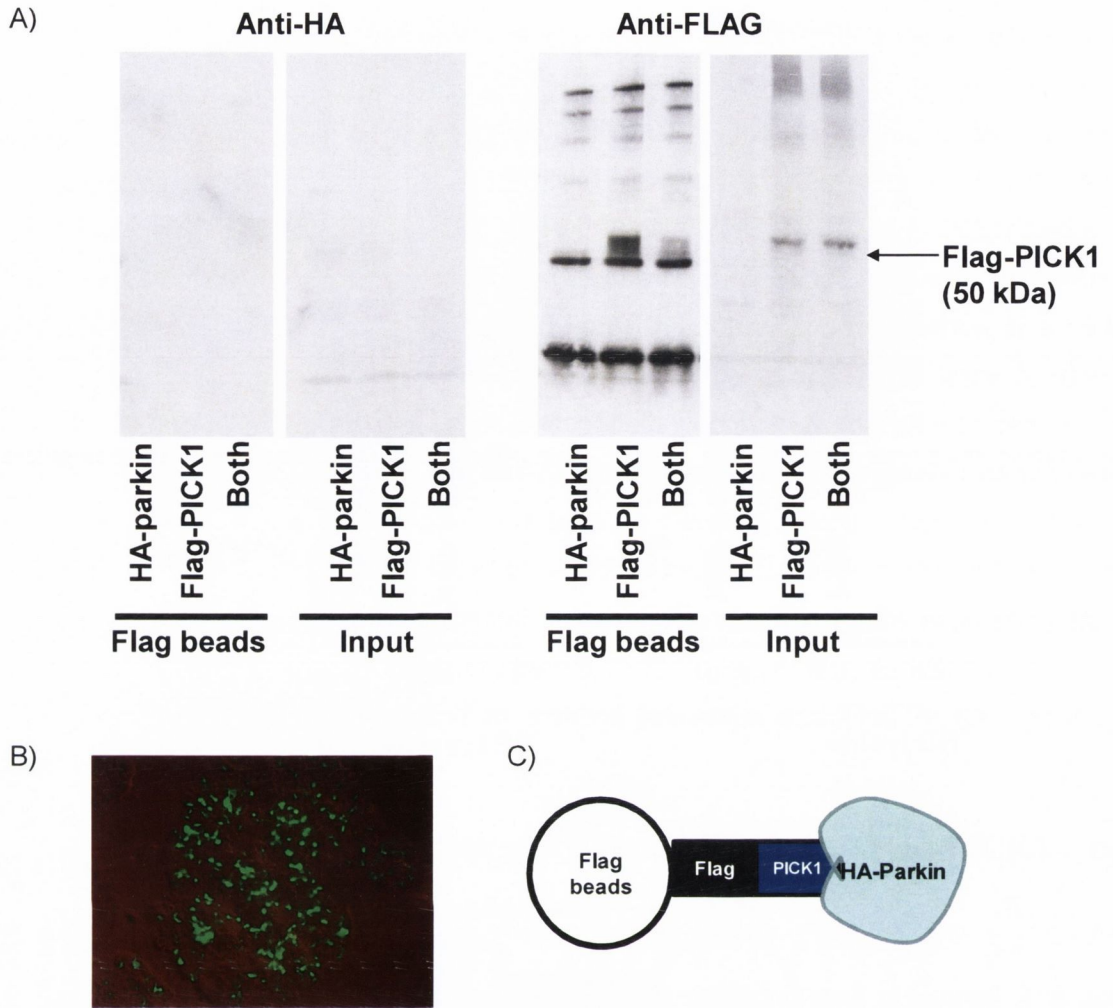 A)
Anti-HA
Anti-FLAG
Flag-PICK1
(50 kDa)
HA-parkin
Flag-PICK1
Both
HA-parkin
Flag-PICK1
Both
HA-parkin
Flag-PICK1
Both
HA-parkin
Flag-PICK1
Both
Flag beads
Input
Flag beads
Input
B)
C)
Flag
beads
Flag
PICK1
HA-Parkin